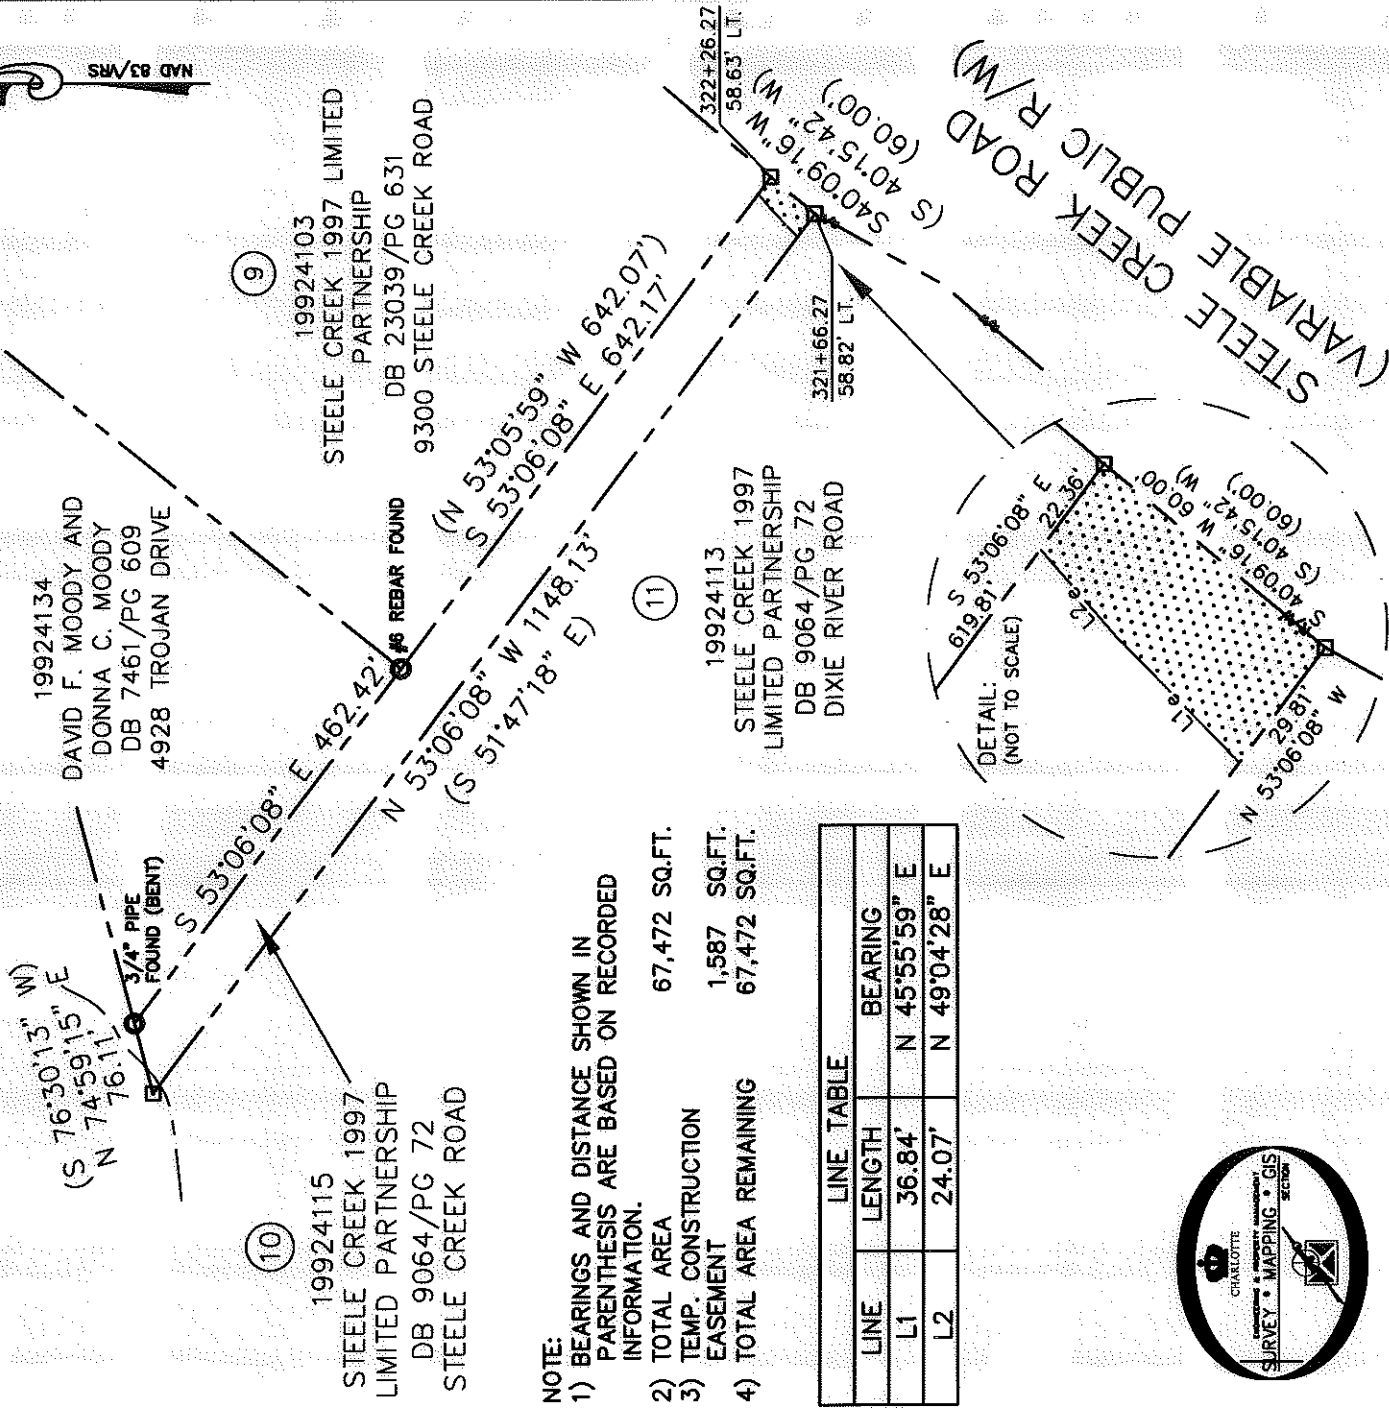 NAD 83/VRS
19924134
DAVID F. MOODY AND
DONNA C. MOODY
DB 7461/PG 609
4928 TROJAN DRIVE
9
19924103
STEELE CREEK 1997 LIMITED
PARTNERSHIP
DB 23039/PG 631
9300 STEELE CREEK ROAD
(S 76°30'13" W)
N 74°59'15" E
76.11'
3/4" PIPE
FOUND (BENT)
S 53°06'08" E 462.42'
#6 REBAR FOUND
(N 53°05'59" W 642.07')
S 53°06'08" E 642.17'
N 53°06'08" W 1148.13'
(S 51°47'18" E)
322+26.27
58.63' LT.
S40°09'16"W
(S 40°15'42" W)
(60.00')
321+66.27
58.82' LT.
STEELE CREEK ROAD
(VARIABLE PUBLIC R/W)
10
19924115
STEELE CREEK 1997
LIMITED PARTNERSHIP
DB 9064/PG 72
STEELE CREEK ROAD
11
19924113
STEELE CREEK 1997
LIMITED PARTNERSHIP
DB 9064/PG 72
DIXIE RIVER ROAD
NOTE:
1) BEARINGS AND DISTANCE SHOWN IN
PARENTHESIS ARE BASED ON RECORDED
INFORMATION.
2) TOTAL AREA 67,472 SQ.FT.
3) TEMP. CONSTRUCTION
EASEMENT 1,587 SQ.FT.
4) TOTAL AREA REMAINING 67,472 SQ.FT.
LINE TABLE
LINE LENGTH BEARING
L1 36.84' N 45°55'59" E
L2 24.07' N 49°04'28" E
DETAIL:
(NOT TO SCALE)
S 53°06'08" E
619.81' 22.36'
L2e
L1e
S 40°09'16" W 60.00'
(S 40°15'42" W)
(60.00')
29.81'
N 53°06'08" W
CHARLOTTE
ENGINEERING & PROPERTY MANAGEMENT
SURVEY * MAPPING * GIS
SECTION